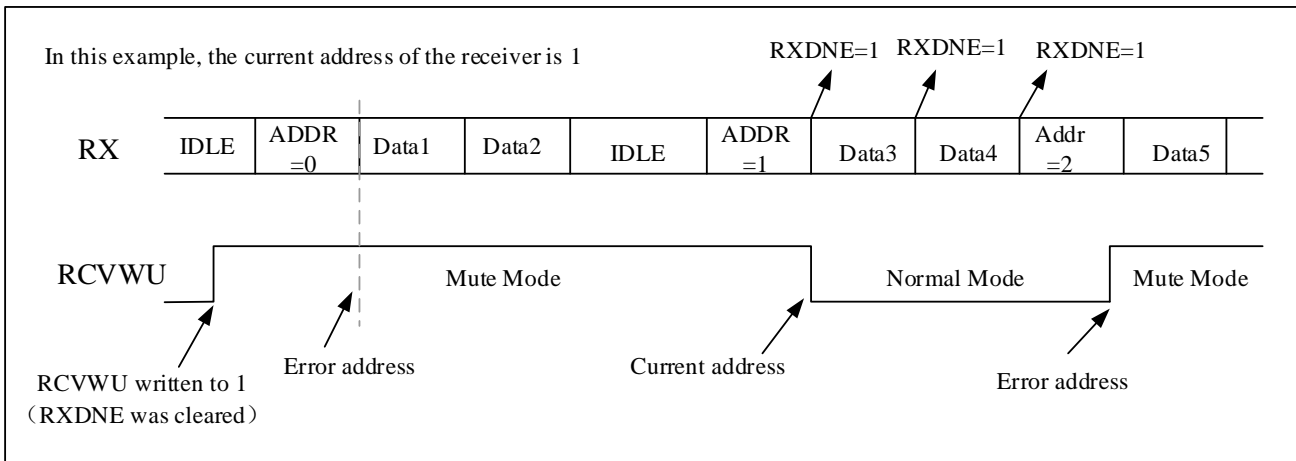 In this example, the current address of the receiver is 1
RXDNE=1
RXDNE=1
RXDNE=1
RX
IDLE
ADDR
=0
Data1
Data2
IDLE
ADDR
=1
Data3
Data4
Addr
=2
Data5
RCVWU
Mute Mode
Normal Mode
Mute Mode
Error address
Current address
Error address
RCVWU written to 1
（RXDNE was cleared）